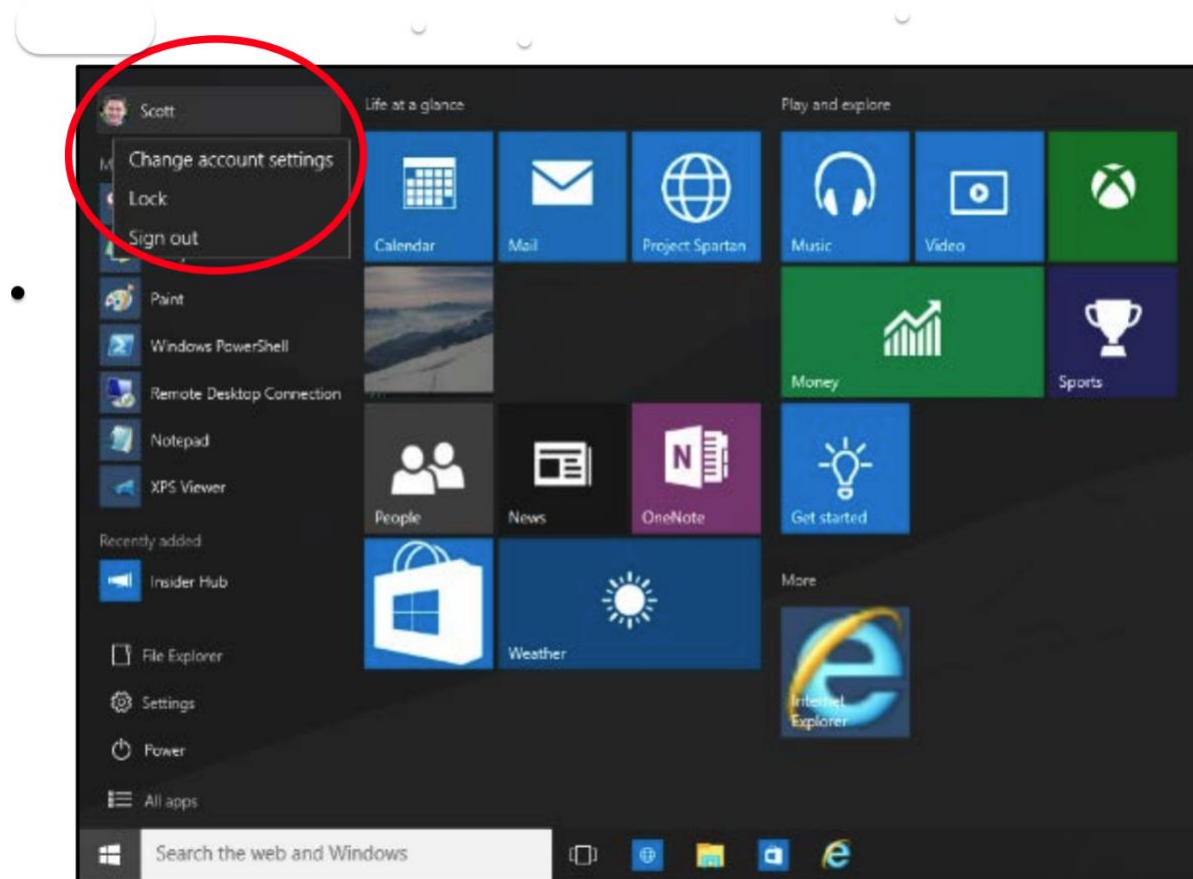 Scott
Change account settings
Lock
Sign out
Paint
Windows PowerShell
Remote Desktop Connection
Notepad
XPS Viewer
Recently added
Insider Hub
File Explorer
Settings
Power
All apps
Search the web and Windows
Life at a glance
Calendar
Mail
Project Spartan
People
News
OneNote
Weather
Play and explore
Music
Video
Money
Sports
Get started
More
Internet
Explorer